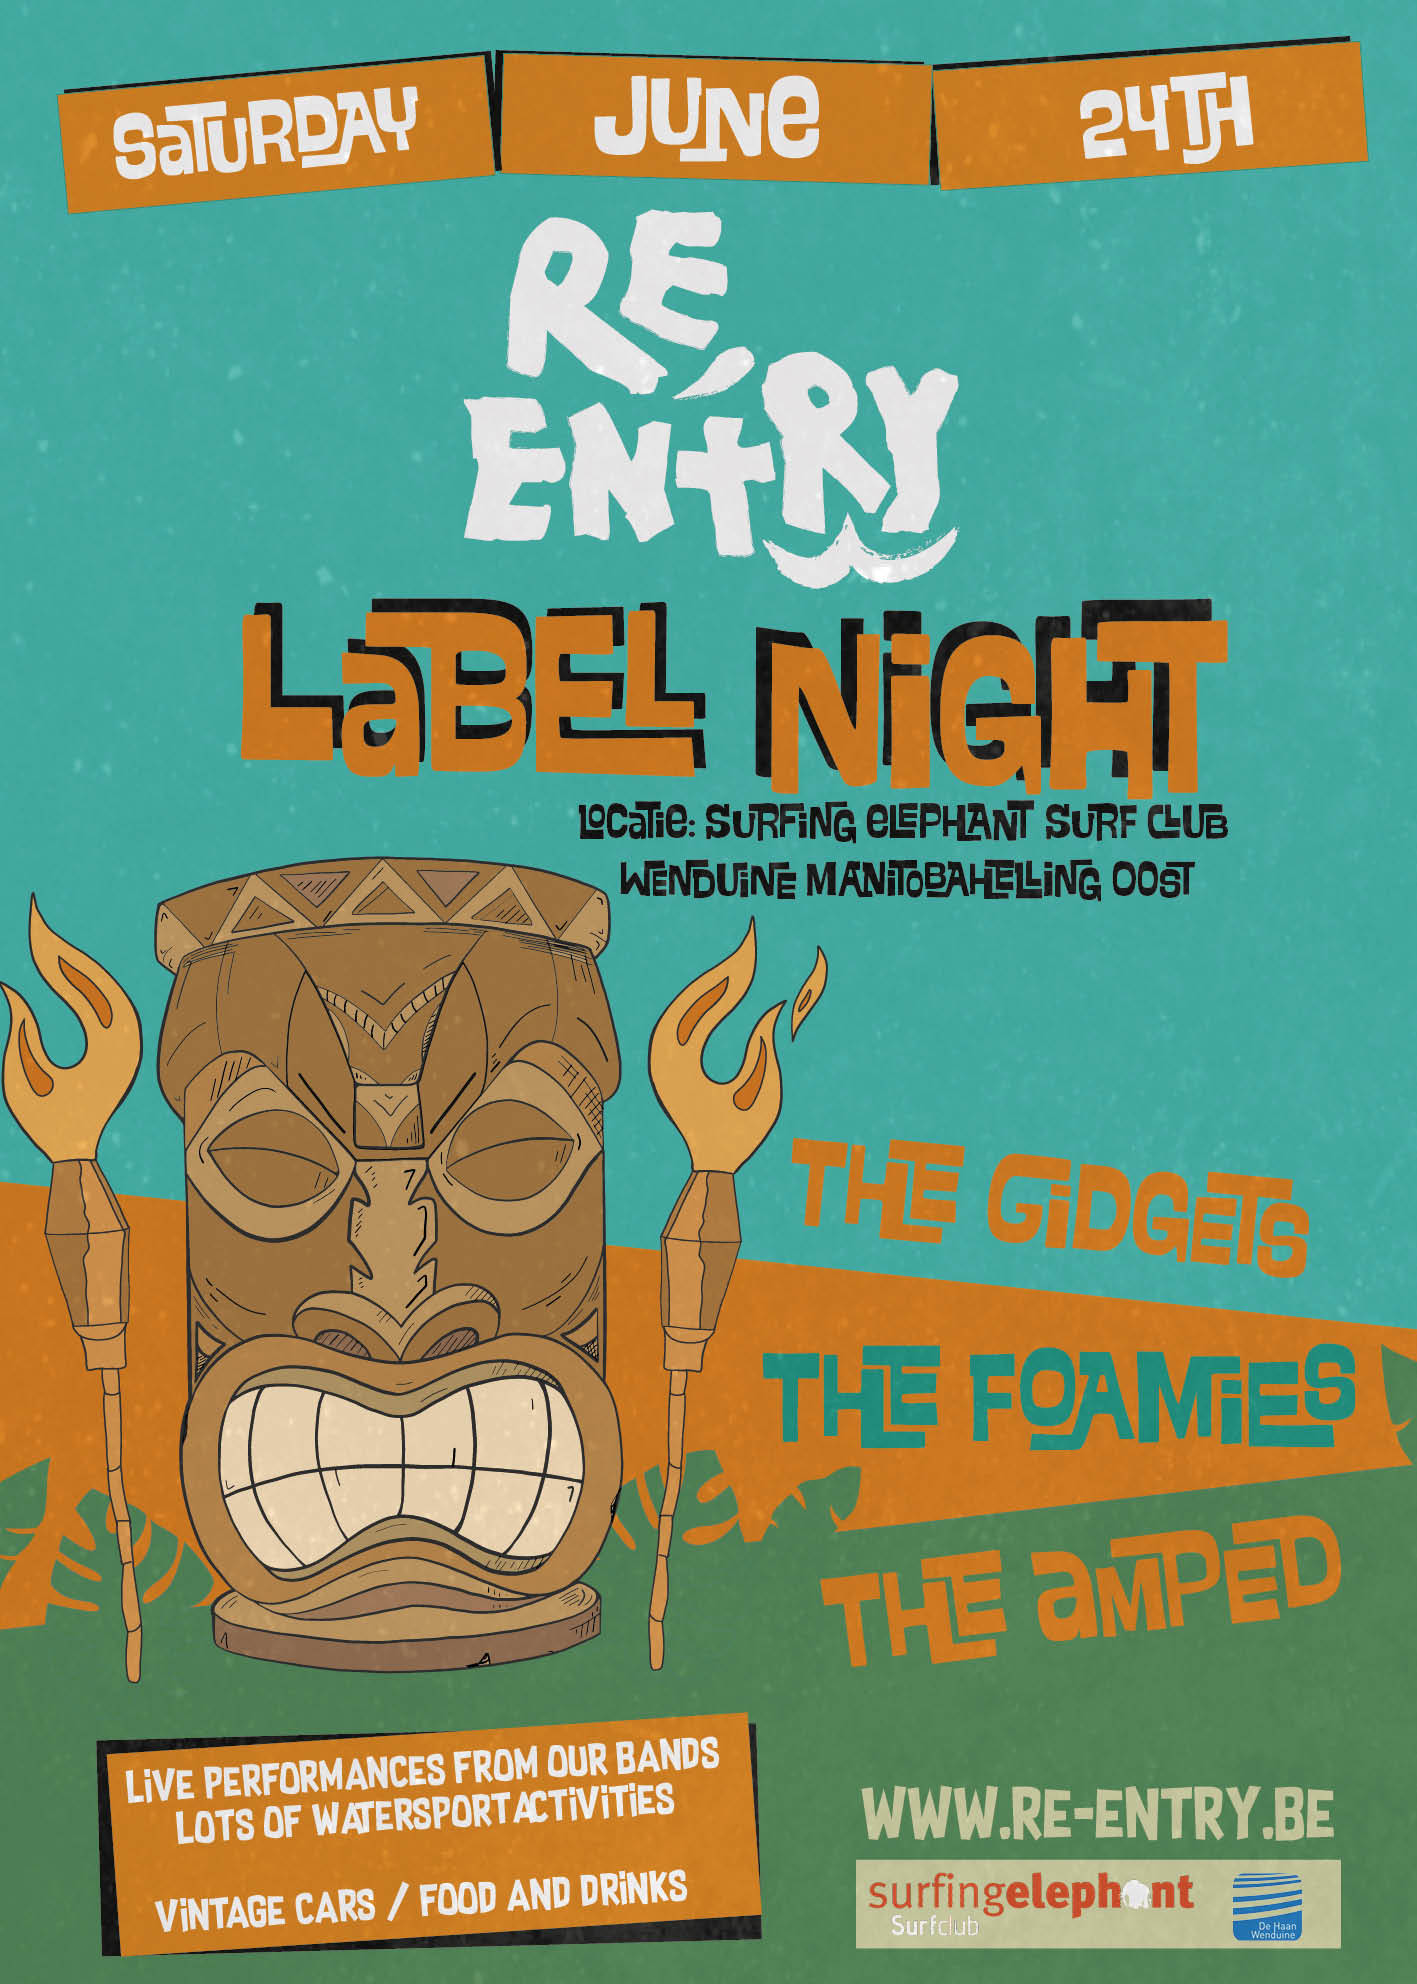 SATURDAY JUNE 24TH
RE
ENTRY
LABEL NIGHT
LOCATIE: SURFING ELEPHANT SURF CLUB
WENDUINE MANITOBAHELLING OOST
THE GIDGETS
THE FOAMIES
THE AMPED
LIVE PERFORMANCES FROM OUR BANDS
LOTS OF WATERSPORTACTIVITIES
VINTAGE CARS / FOOD AND DRINKS
WWW.RE-ENTRY.BE
surfingelephant
Surfclub
De Haan
Wenduine